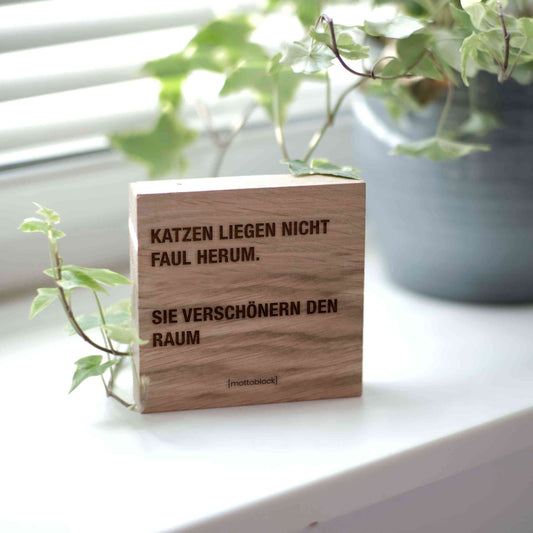 KATZEN LIEGEN NICHT
FAUL HERUM.
SIE VERSCHÖNERN DEN
RAUM
[mottoblock]